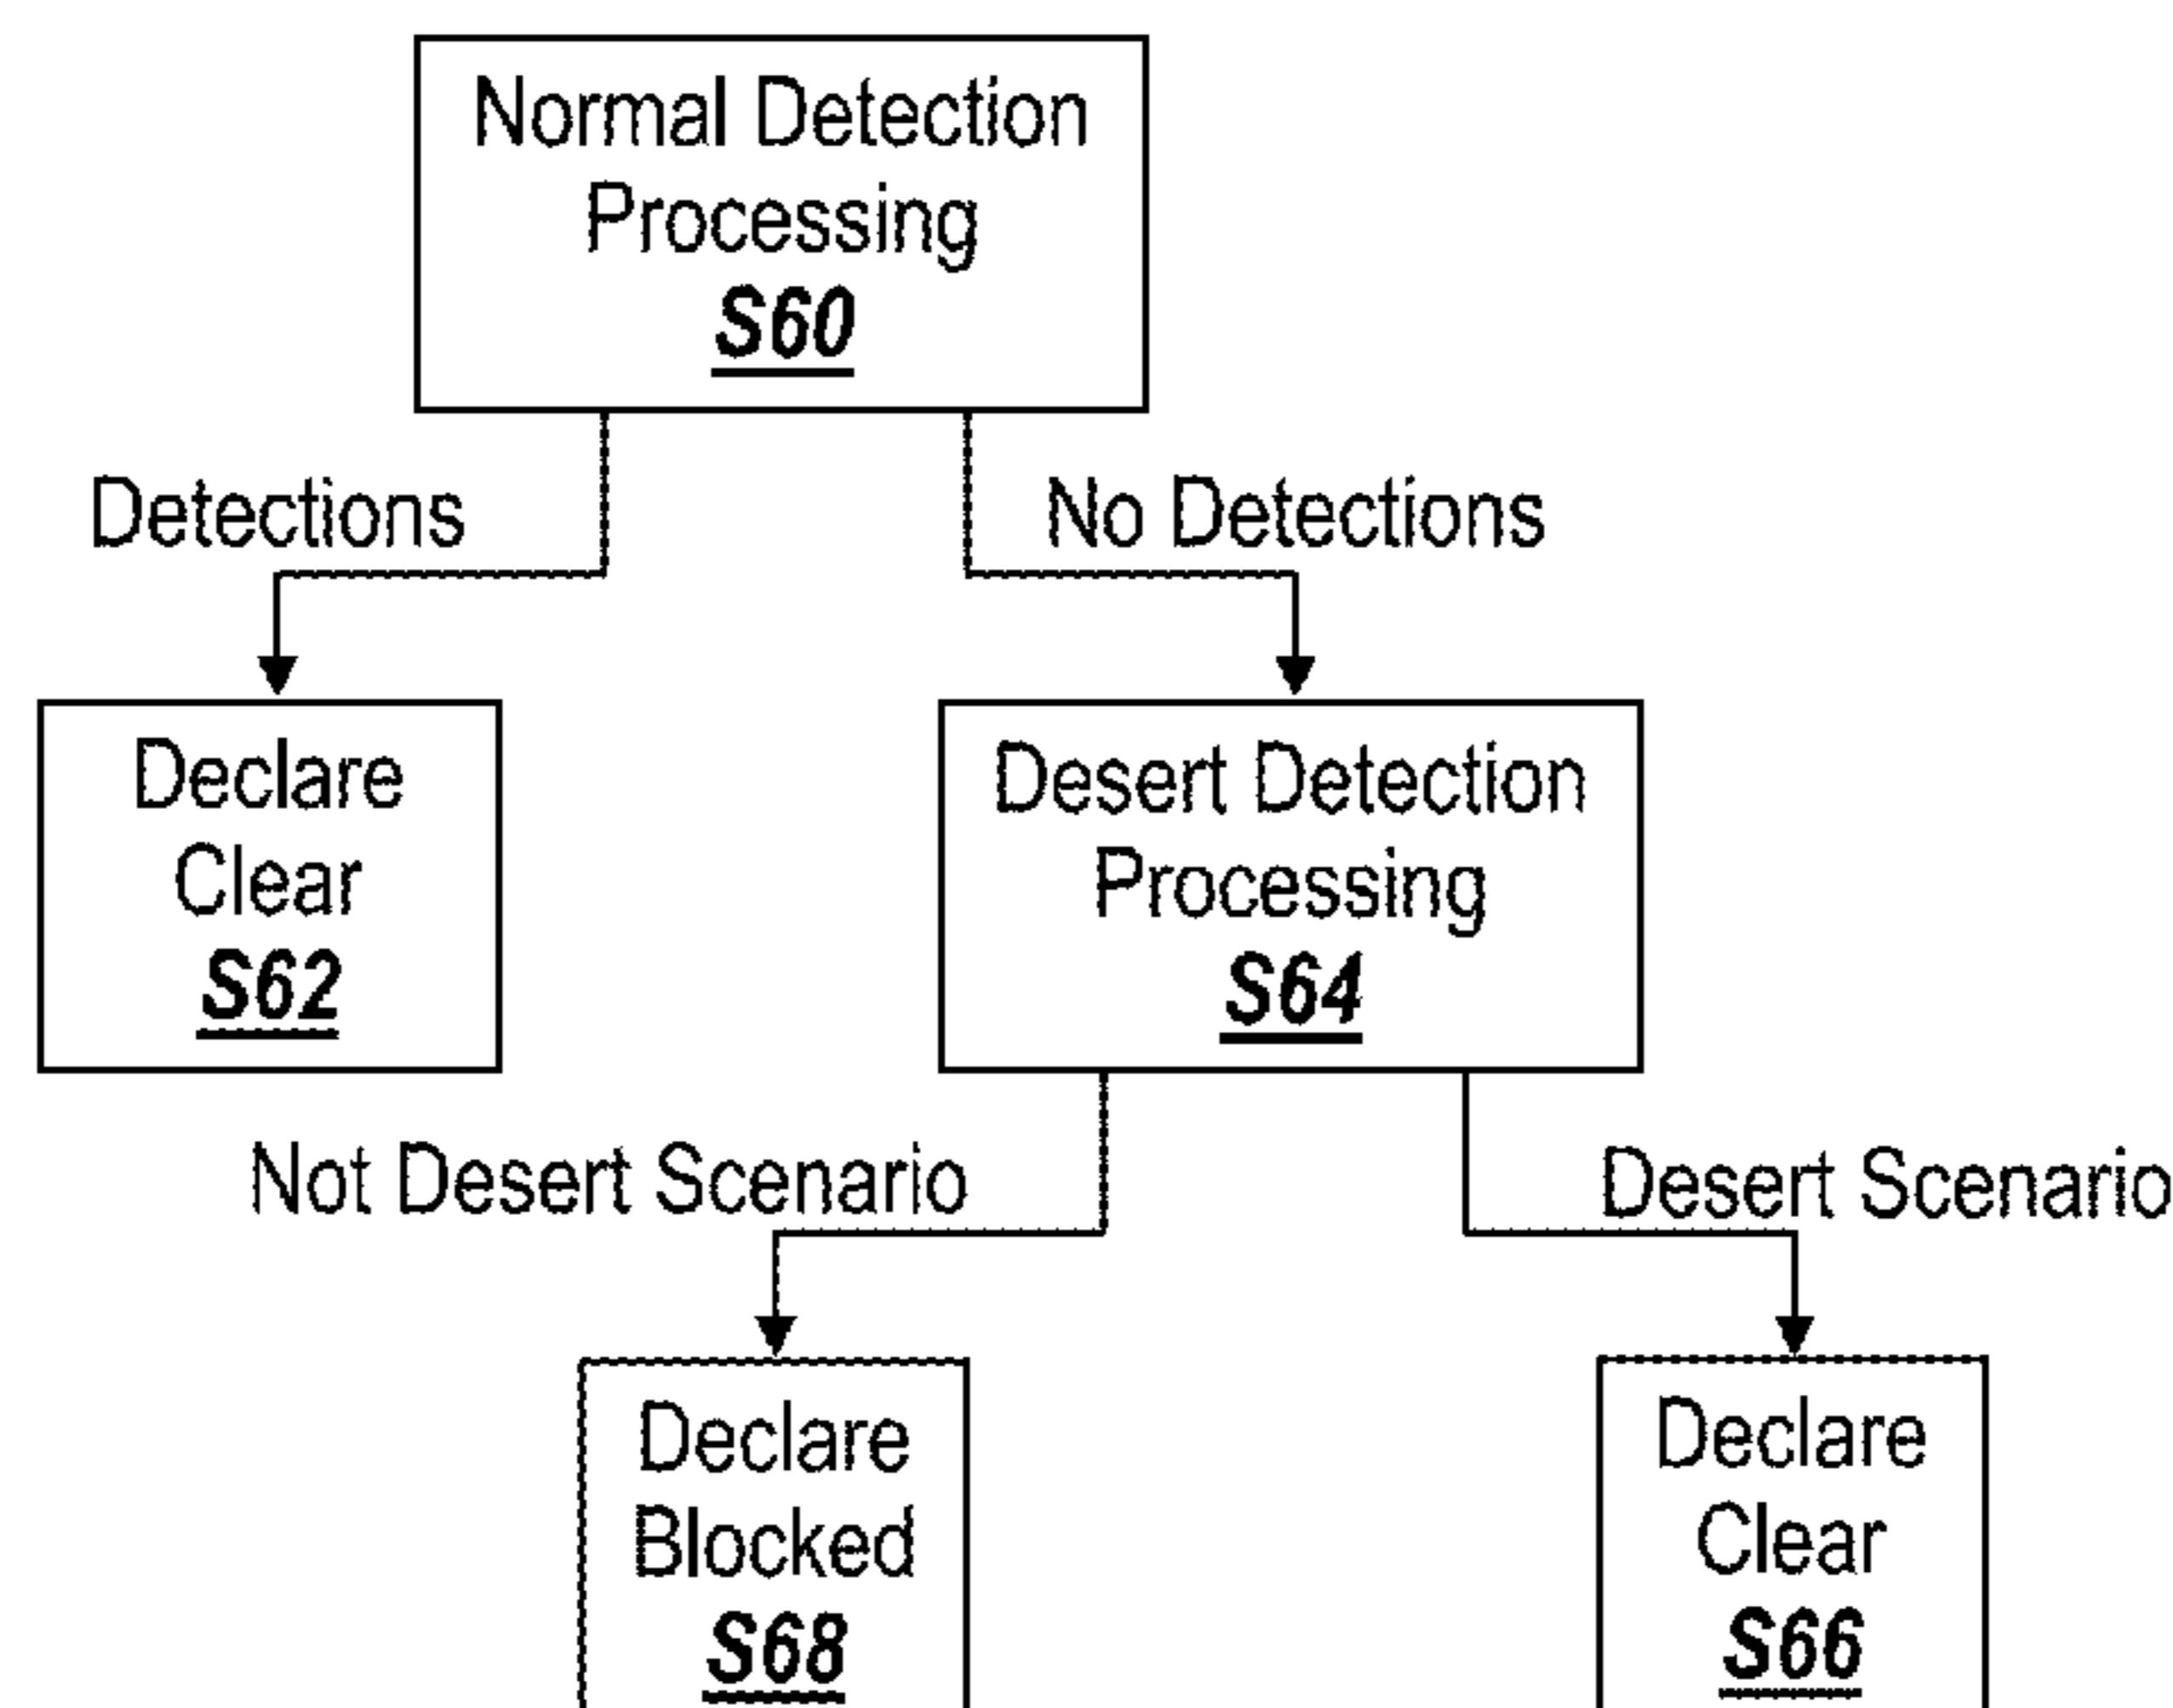 Normal Detection
Processing
S60
Detections
No Detections
Declare
Clear
S62
Desert Detection
Processing
S64
Not Desert Scenario
Desert Scenario
Declare
Blocked
S68
Declare
Clear
S66